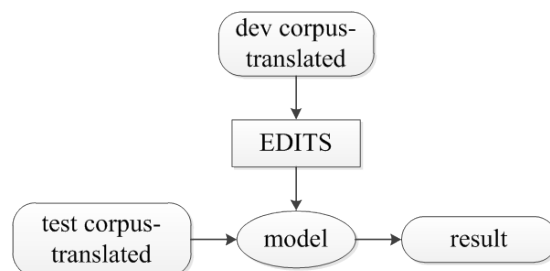 dev corpus-
translated
EDITS
test corpus-
translated
model
result